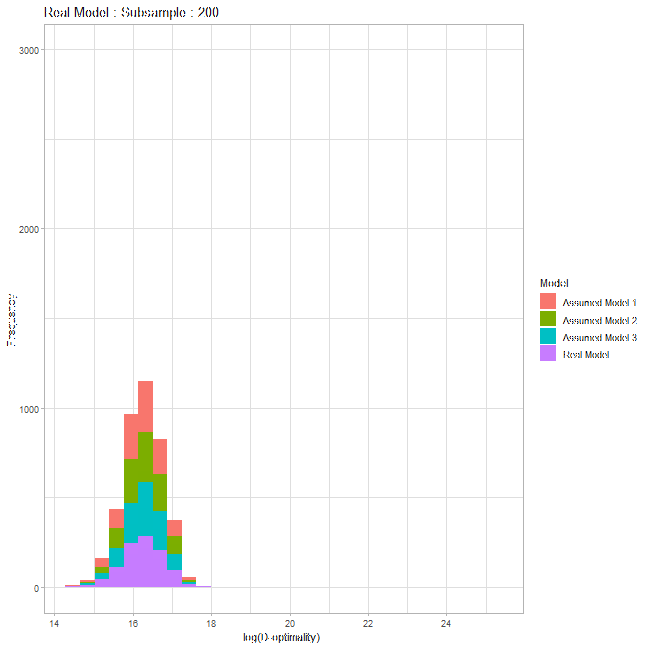 Real Model : Subsample : 200
3000
2000
1000
0
Frequency
14 16 18 20 22 24
log(D-optimality)
Model
Assumed Model 1
Assumed Model 2
Assumed Model 3
Real Model